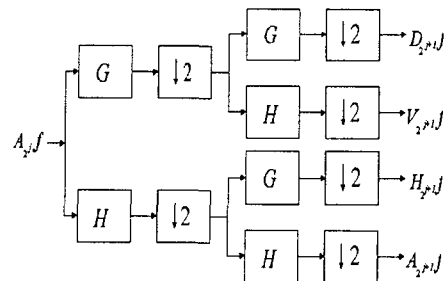 G ↓2 D_{2^{j+1}}f
G ↓2
H ↓2 V_{2^{j+1}}f
A_{2^j}f
G ↓2 H_{2^{j+1}}f
H ↓2
H ↓2 A_{2^{j+1}}f